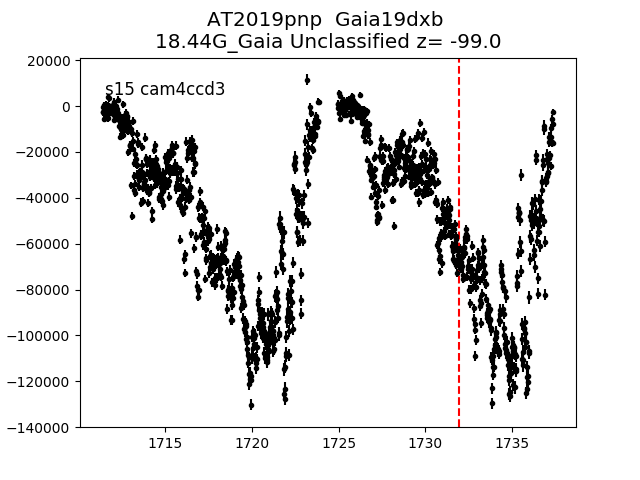 AT2019pnp  Gaia19dxb
18.44G_Gaia Unclassified z= -99.0
s15 cam4ccd3
20000
0
−20000
−40000
−60000
−80000
−100000
−120000
−140000
1715 1720 1725 1730 1735